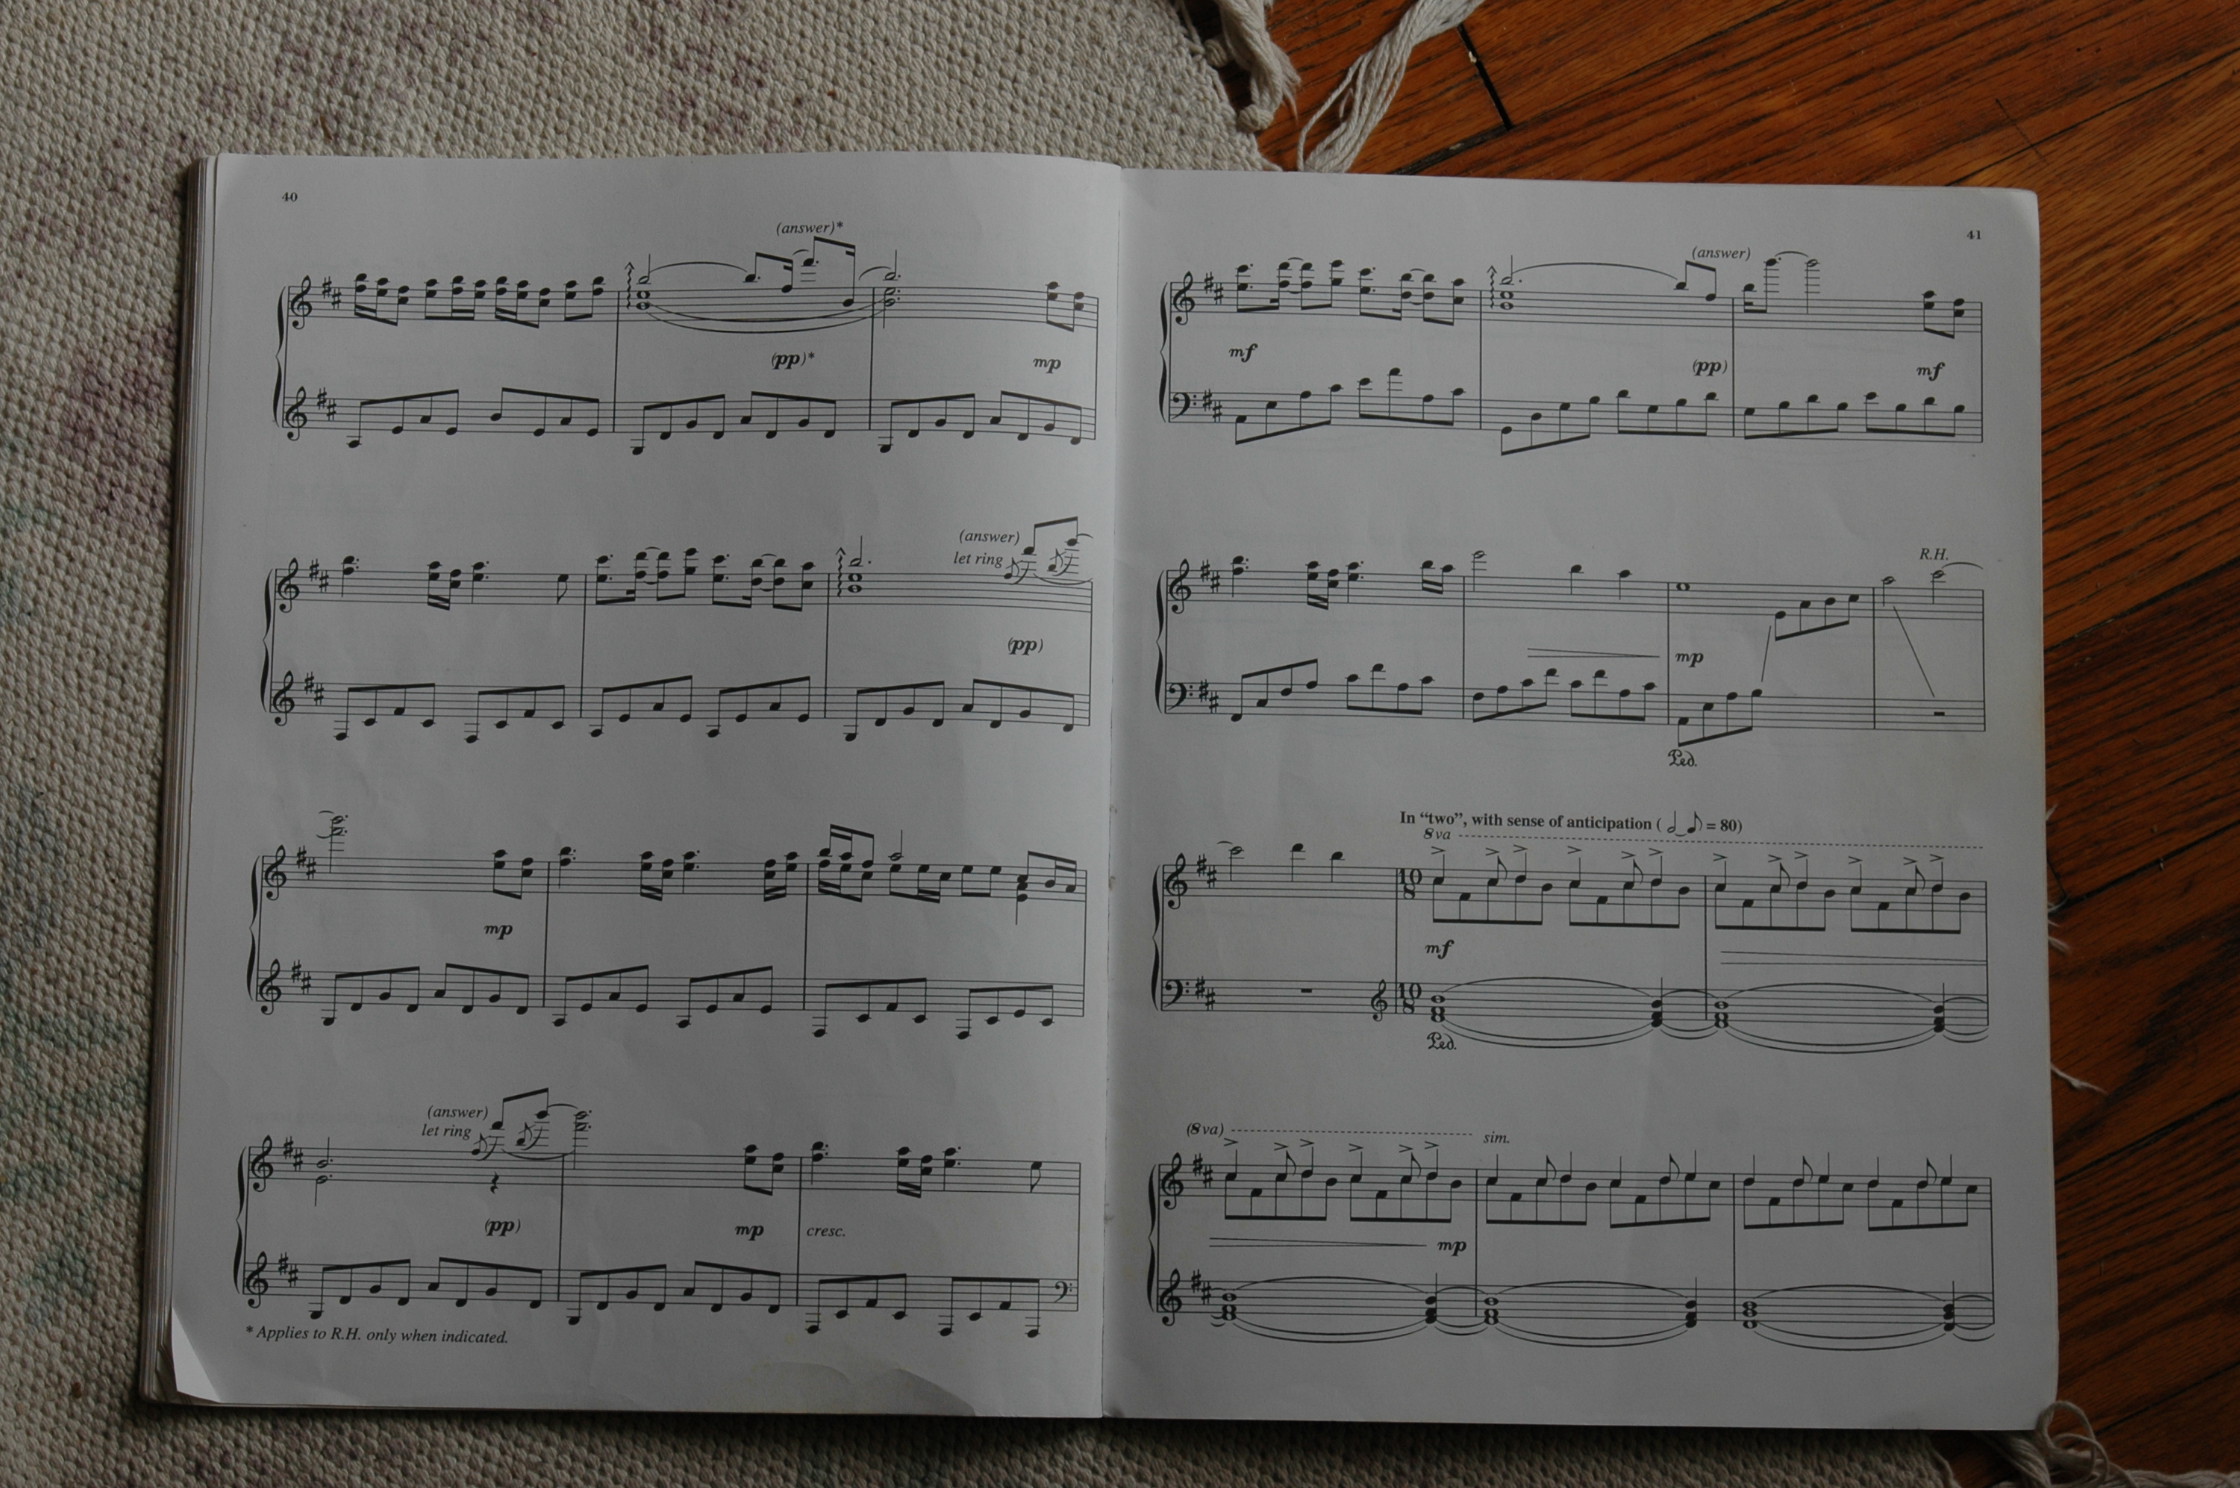 40
(answer)*
(pp)*
mp
(answer)
let ring
(pp)
mp
(answer)
let ring
(pp)
mp
cresc.
* Applies to R.H. only when indicated.
41
(answer)
mf
(pp)
mf
R.H.
mp
Ped.
In “two”, with sense of anticipation ( 𝅗𝅥‿♪ = 80)
8va
10
8
mf
10
8
Ped.
(8va)
sim.
mp